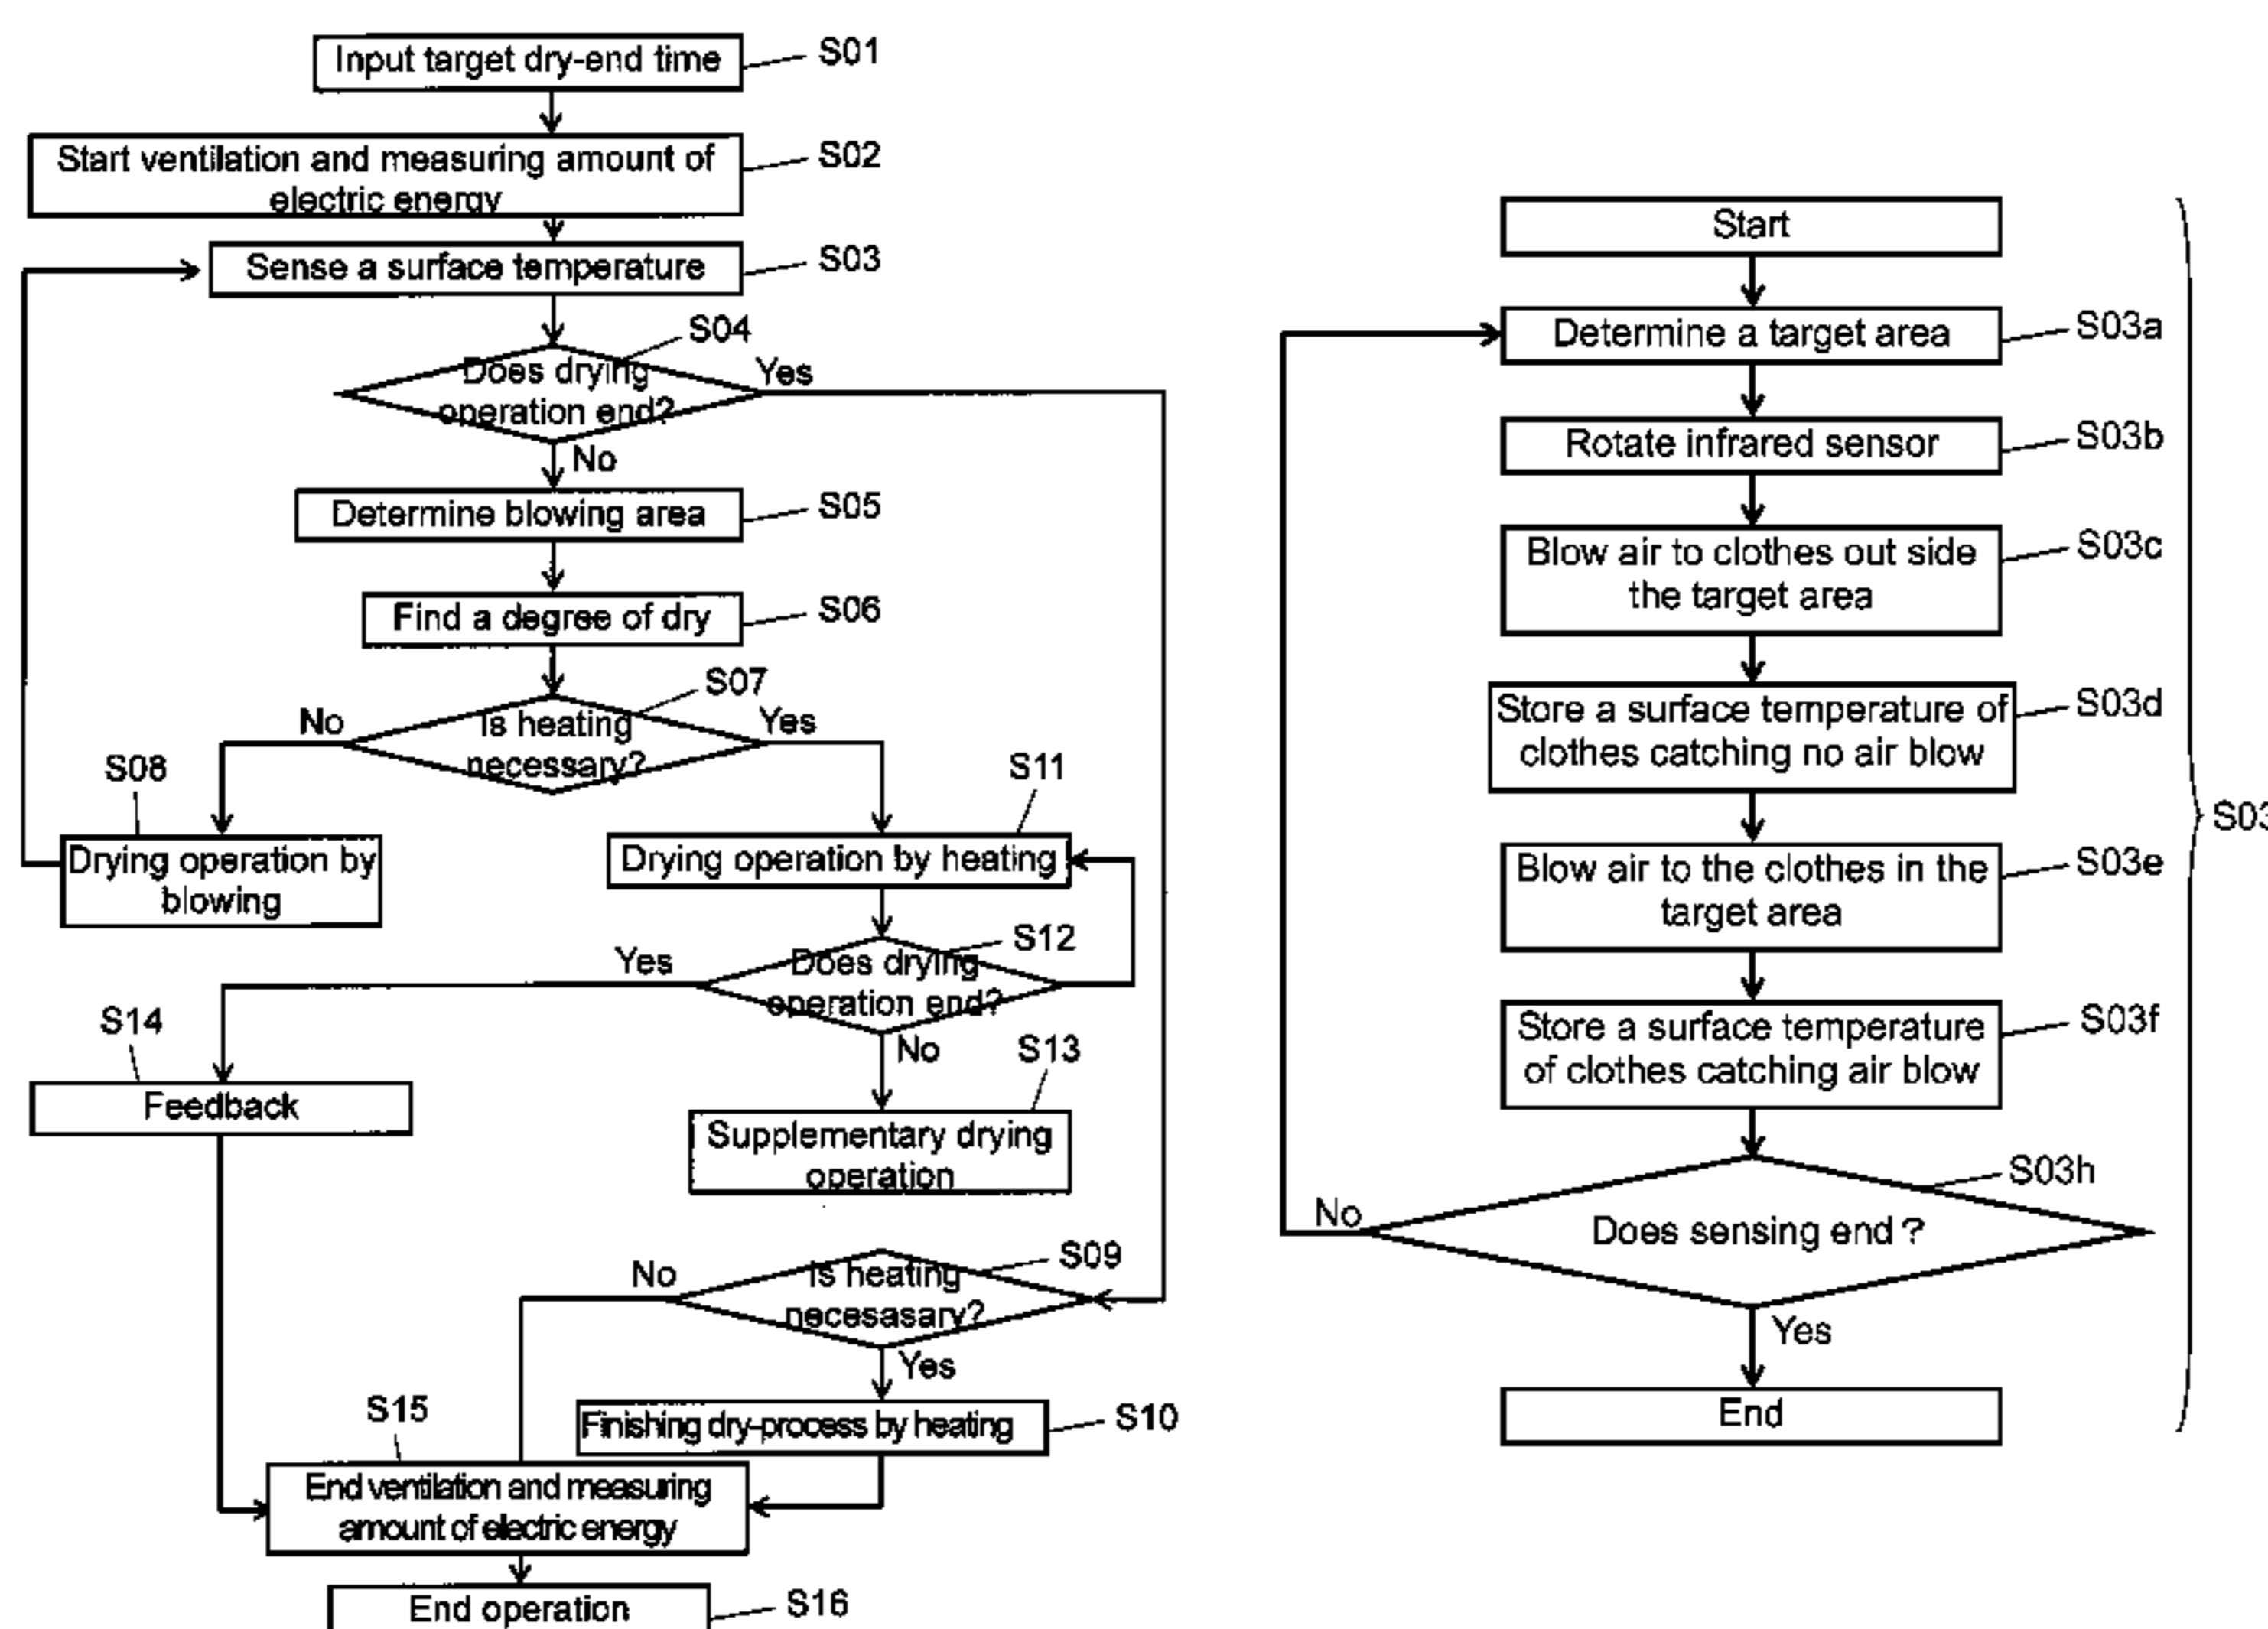 Input target dry-end time
S01
Start ventilation and measuring amount of
electric energy
S02
Sense a surface temperature
S03
S04
Does drying
operation end?
Yes
No
Determine blowing area
S05
Find a degree of dry
S06
S07
Is heating
necessary?
No
Yes
S08
Drying operation by
blowing
S11
Drying operation by heating
S12
Does drying
operation end?
Yes
No
S14
Feedback
S13
Supplementary drying
operation
S09
Is heating
necesasary?
No
Yes
Finishing dry-process by heating
S10
S15
End ventilation and measuring
amount of electric energy
End operation
S16
Start
Determine a target area
S03a
Rotate infrared sensor
S03b
Blow air to clothes out side
the target area
S03c
Store a surface temperature of
clothes catching no air blow
S03d
Blow air to the clothes in the
target area
S03e
Store a surface temperature
of clothes catching air blow
S03f
S03h
Does sensing end ?
No
Yes
End
S03